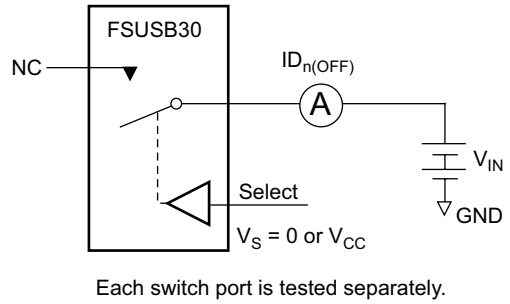 FSUSB30
NC
ID_n(OFF)
A
V_IN
GND
Select
V_S = 0 or V_CC
Each switch port is tested separately.